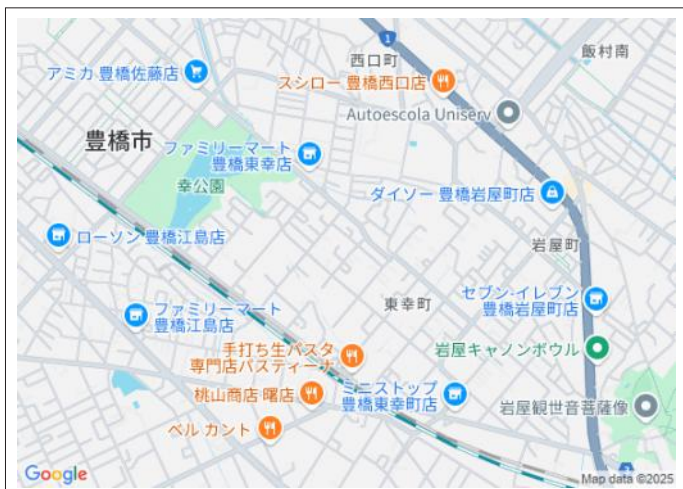 1
西口町
飯村南
アミカ 豊橋佐藤店
スシロー 豊橋西口店
Autoescola Uniserv
豊橋市
ファミリーマート
豊橋東幸店
幸公園
ダイソー 豊橋岩屋町店
ローソン 豊橋江島店
岩屋町
ファミリーマート
豊橋江島店
東幸町
セブン-イレブン
豊橋岩屋町店
手打ち生パスタ
専門店パスティーナ
岩屋キャノンボウル
桃山商店 曙店
ミニストップ
豊橋東幸町店
岩屋観世音菩薩像
ベル カント
Google
Map data ©2025